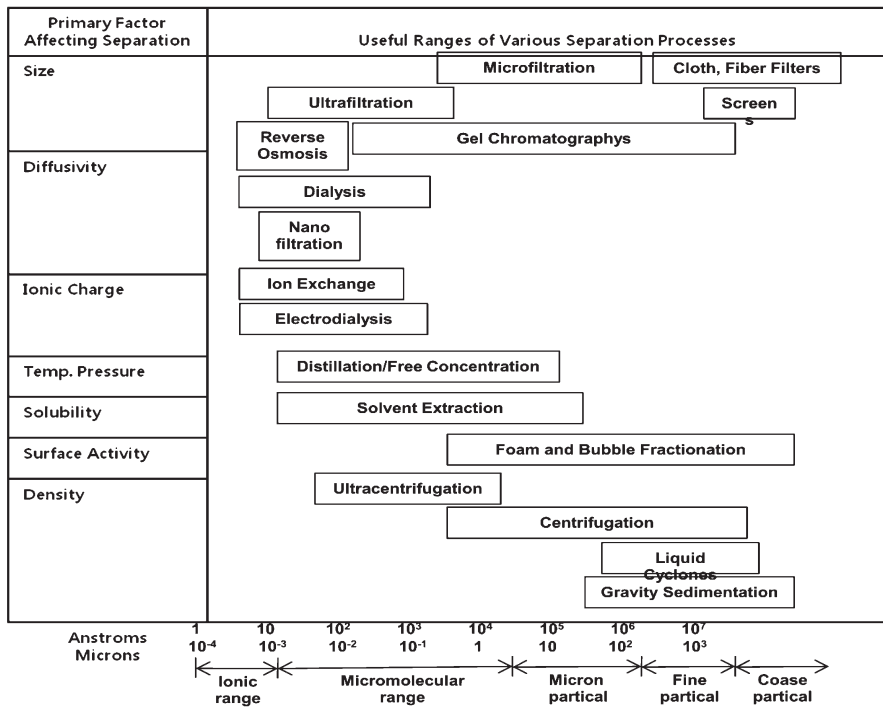 Primary Factor
Affecting Separation
Useful Ranges of Various Separation Processes
Size
Microfiltration
Cloth, Fiber Filters
Ultrafiltration
Screen
s
Reverse
Osmosis
Gel Chromatographys
Diffusivity
Dialysis
Nano
filtration
Ionic Charge
Ion Exchange
Electrodialysis
Temp. Pressure
Distillation/Free Concentration
Solubility
Solvent Extraction
Surface Activity
Foam and Bubble Fractionation
Density
Ultracentrifugation
Centrifugation
Liquid
Cyclones
Gravity Sedimentation
Anstroms 1 10 10² 10³ 10⁴ 10⁵ 10⁶ 10⁷
Microns 10⁻⁴ 10⁻³ 10⁻² 10⁻¹ 1 10 10² 10³
Ionic
range
Micromolecular
range
Micron
partical
Fine
partical
Coase
partical